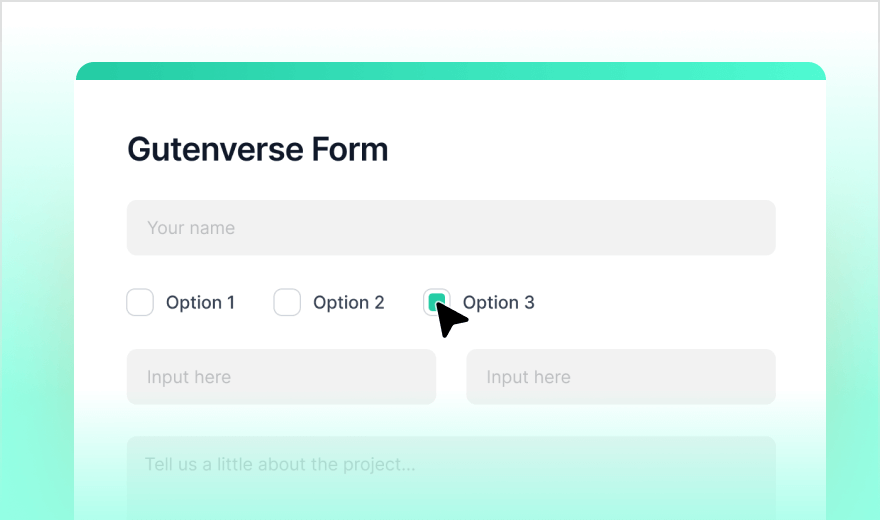 Gutenverse Form
Your name
Option 1 Option 2 Option 3
Input here Input here
Tell us a little about the project...